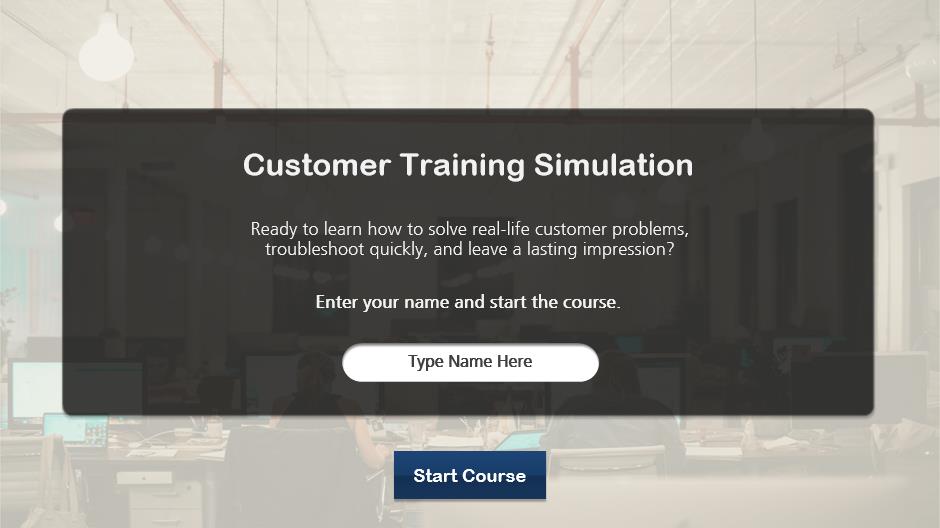 Customer Training Simulation
Ready to learn how to solve real-life customer problems,
troubleshoot quickly, and leave a lasting impression?
Enter your name and start the course.
Type Name Here
Start Course